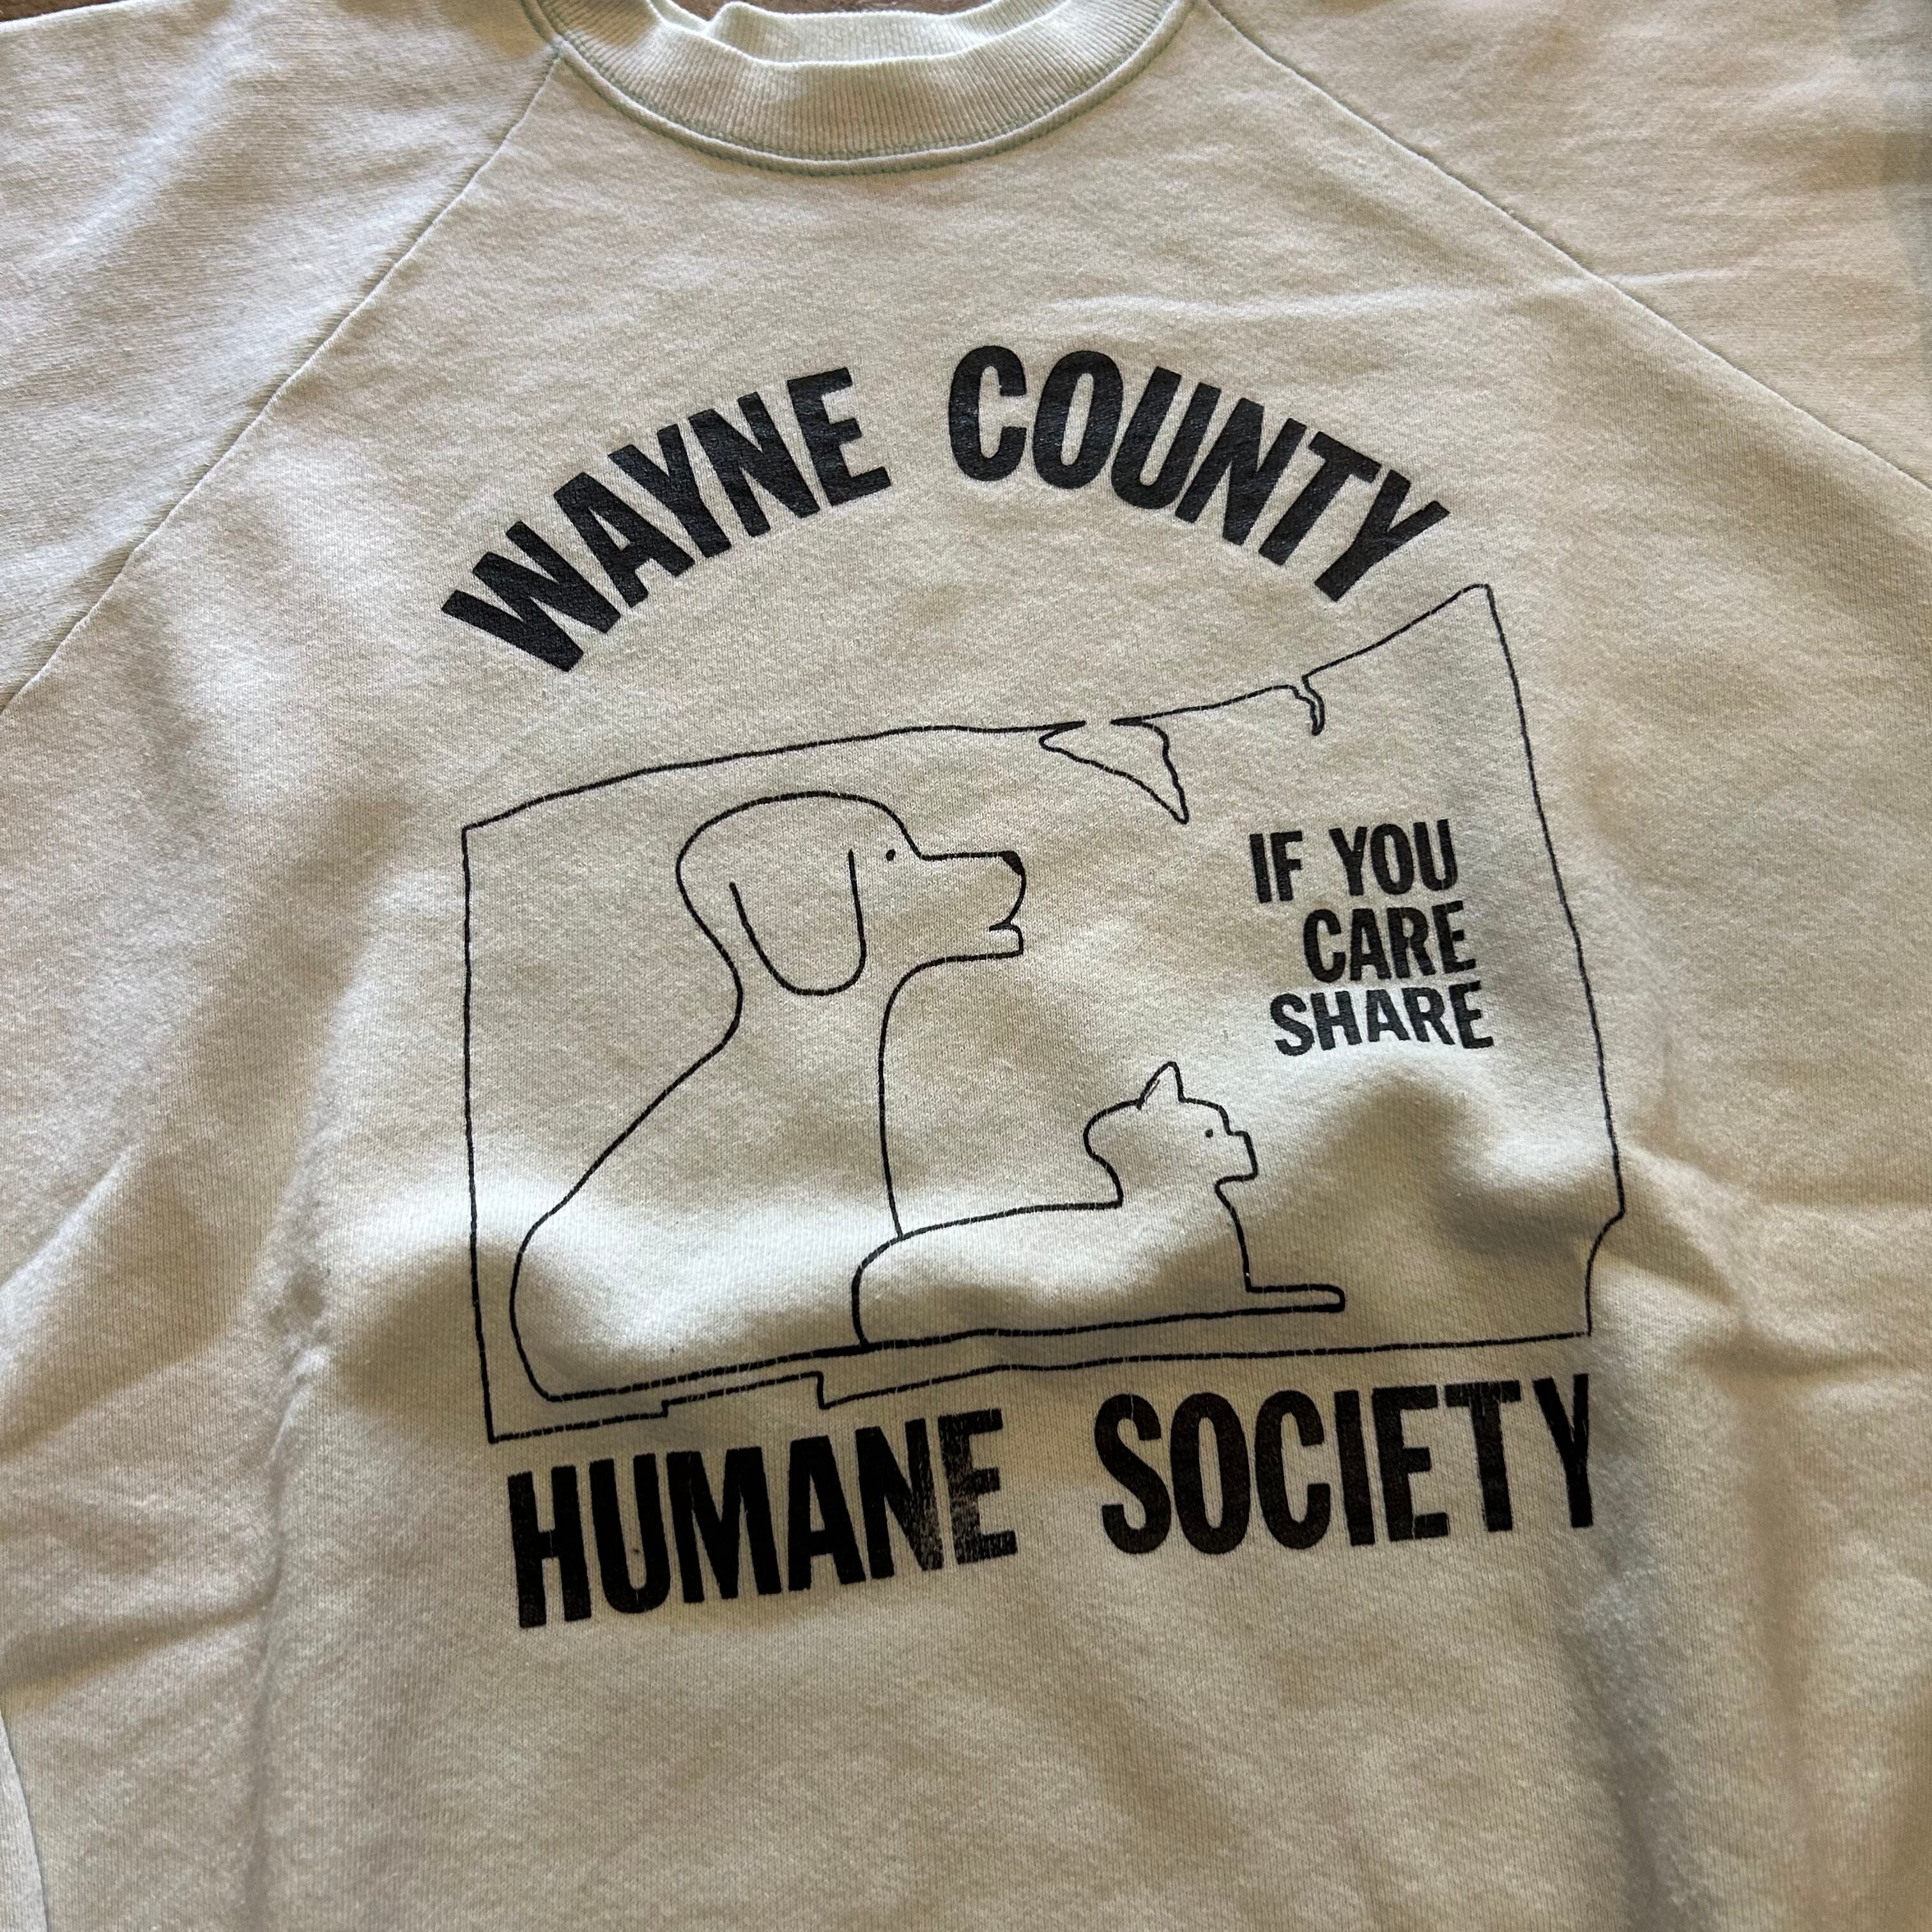 WAYNE COUNTY
IF YOU
CARE
SHARE
HUMANE SOCIETY